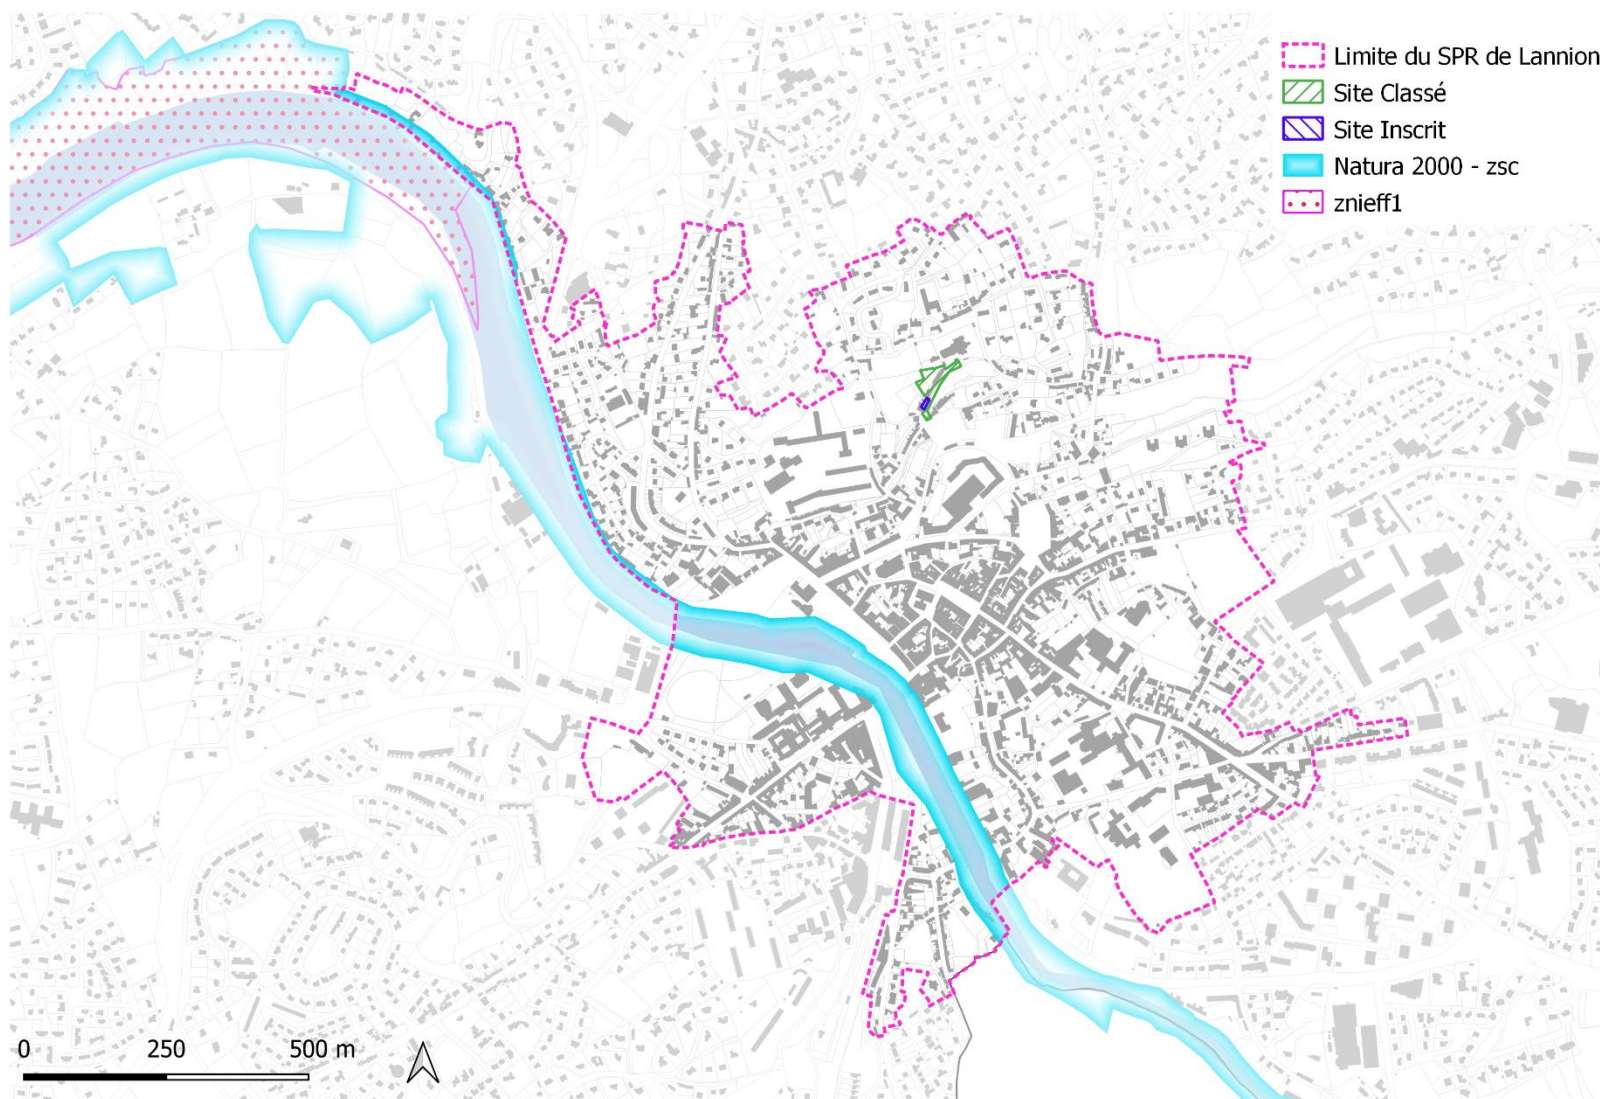 Limite du SPR de Lannion
Site Classé
Site Inscrit
Natura 2000 - zsc
znieff1
0 250 500 m